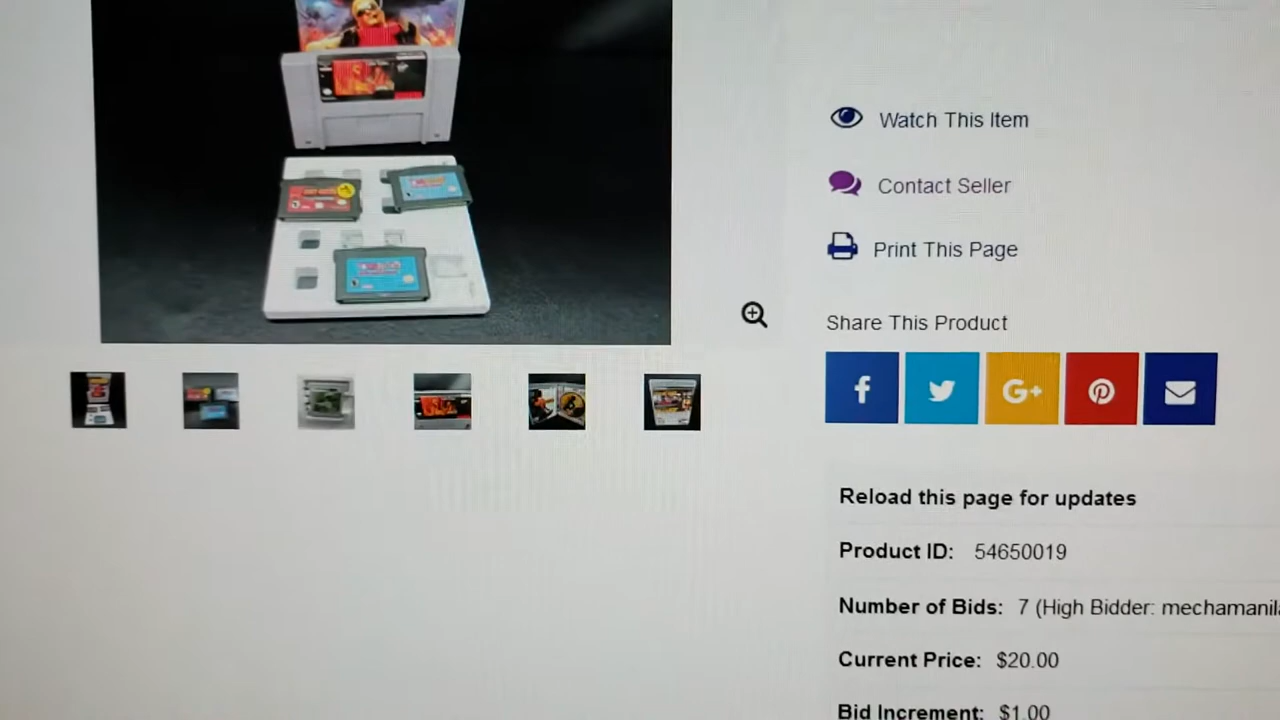 Watch This Item
Contact Seller
Print This Page
Share This Product
f
G+
Reload this page for updates
Product ID: 54650019
Number of Bids: 7 (High Bidder: mechamanil
Current Price: $20.00
Bid Increment: $1.00